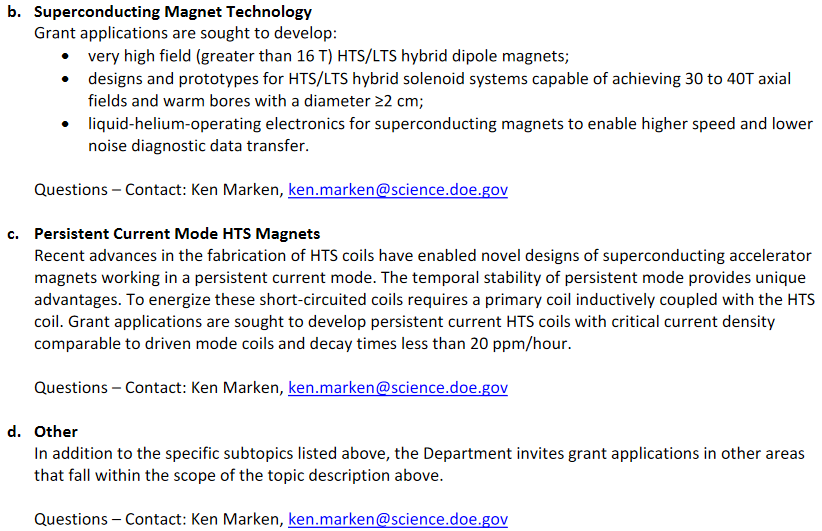 b. Superconducting Magnet Technology
Grant applications are sought to develop:
• very high field (greater than 16 T) HTS/LTS hybrid dipole magnets;
• designs and prototypes for HTS/LTS hybrid solenoid systems capable of achieving 30 to 40T axial
fields and warm bores with a diameter ≥2 cm;
• liquid-helium-operating electronics for superconducting magnets to enable higher speed and lower
noise diagnostic data transfer.
Questions – Contact: Ken Marken, ken.marken@science.doe.gov
c. Persistent Current Mode HTS Magnets
Recent advances in the fabrication of HTS coils have enabled novel designs of superconducting accelerator
magnets working in a persistent current mode. The temporal stability of persistent mode provides unique
advantages. To energize these short-circuited coils requires a primary coil inductively coupled with the HTS
coil. Grant applications are sought to develop persistent current HTS coils with critical current density
comparable to driven mode coils and decay times less than 20 ppm/hour.
Questions – Contact: Ken Marken, ken.marken@science.doe.gov
d. Other
In addition to the specific subtopics listed above, the Department invites grant applications in other areas
that fall within the scope of the topic description above.
Questions – Contact: Ken Marken, ken.marken@science.doe.gov